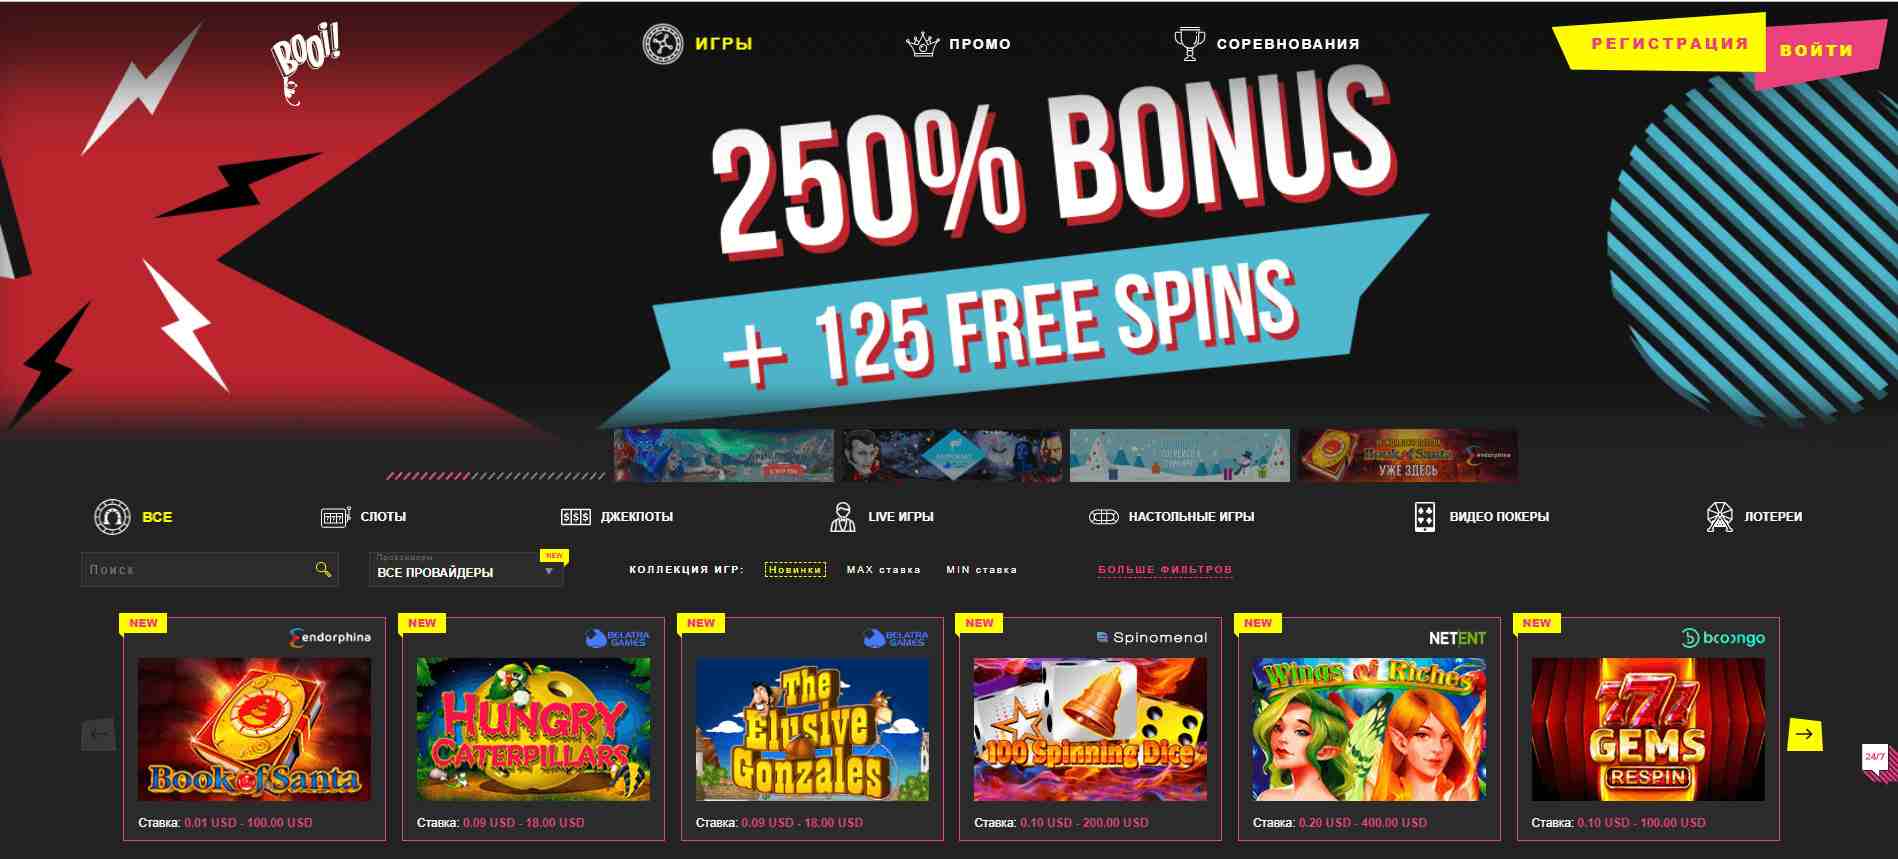 BOOi!
ИГРЫ
ПРОМО
СОРЕВНОВАНИЯ
РЕГИСТРАЦИЯ
ВОЙТИ
250% BONUS
+ 125 FREE SPINS
Book of Santa
УЖЕ ЗДЕСЬ
endorphina
ВСЕ
СЛОТЫ
$$$ ДЖЕКПОТЫ
LIVE ИГРЫ
НАСТОЛЬНЫЕ ИГРЫ
ВИДЕО ПОКЕРЫ
ЛОТЕРЕИ
Поиск
Провайдеры
NEW
ВСЕ ПРОВАЙДЕРЫ
КОЛЛЕКЦИЯ ИГР:
Новинки
MAX ставка
MIN ставка
БОЛЬШЕ ФИЛЬТРОВ
NEW
endorphina
Book of Santa
Ставка: 0.01 USD - 100.00 USD
NEW
BELATRA GAMES
HUNGRY
CATERPILLARS
Ставка: 0.09 USD - 18.00 USD
NEW
BELATRA GAMES
The
Elusive
Gonzales
Ставка: 0.09 USD - 18.00 USD
NEW
Spinomenal
100 Spinning Dice
Ставка: 0.10 USD - 200.00 USD
NEW
NETENT
Wings of Riches
Ставка: 0.20 USD - 400.00 USD
NEW
booongo
777
GEMS
RESPIN
Ставка: 0.10 USD - 100.00 USD
24/7